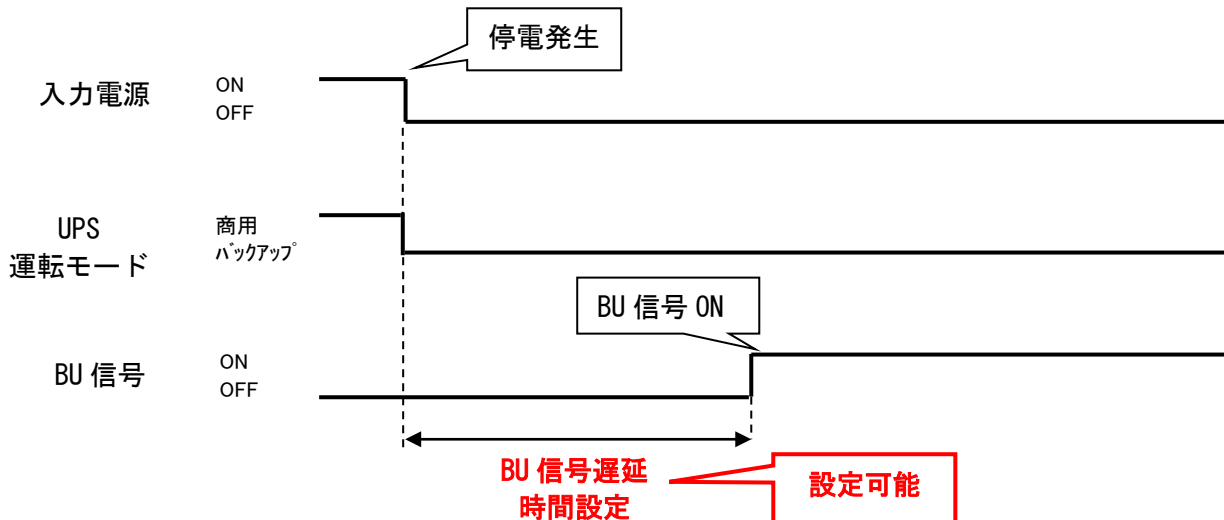 停電発生
入力電源
ON
OFF
UPS
運転モード
商用
ﾊﾞｯｸｱｯﾌﾟ
BU 信号 ON
BU 信号
ON
OFF
BU 信号遅延
時間設定
設定可能